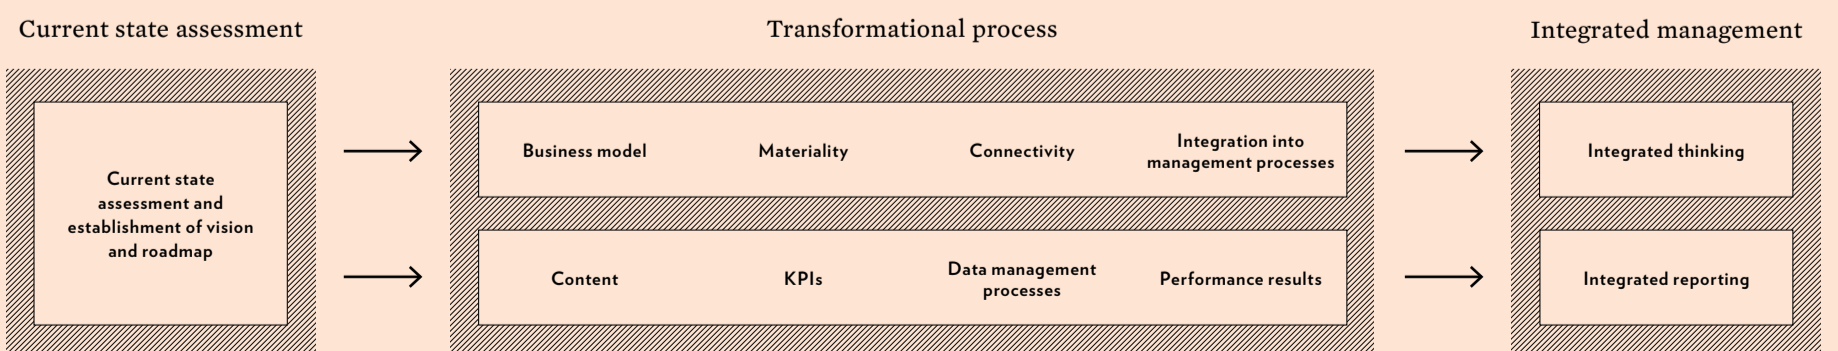 Current state assessment
Transformational process
Integrated management
Current state
assessment and
establishment of vision
and roadmap
Business model
Materiality
Connectivity
Integration into
management processes
Integrated thinking
Content
KPIs
Data management
processes
Performance results
Integrated reporting